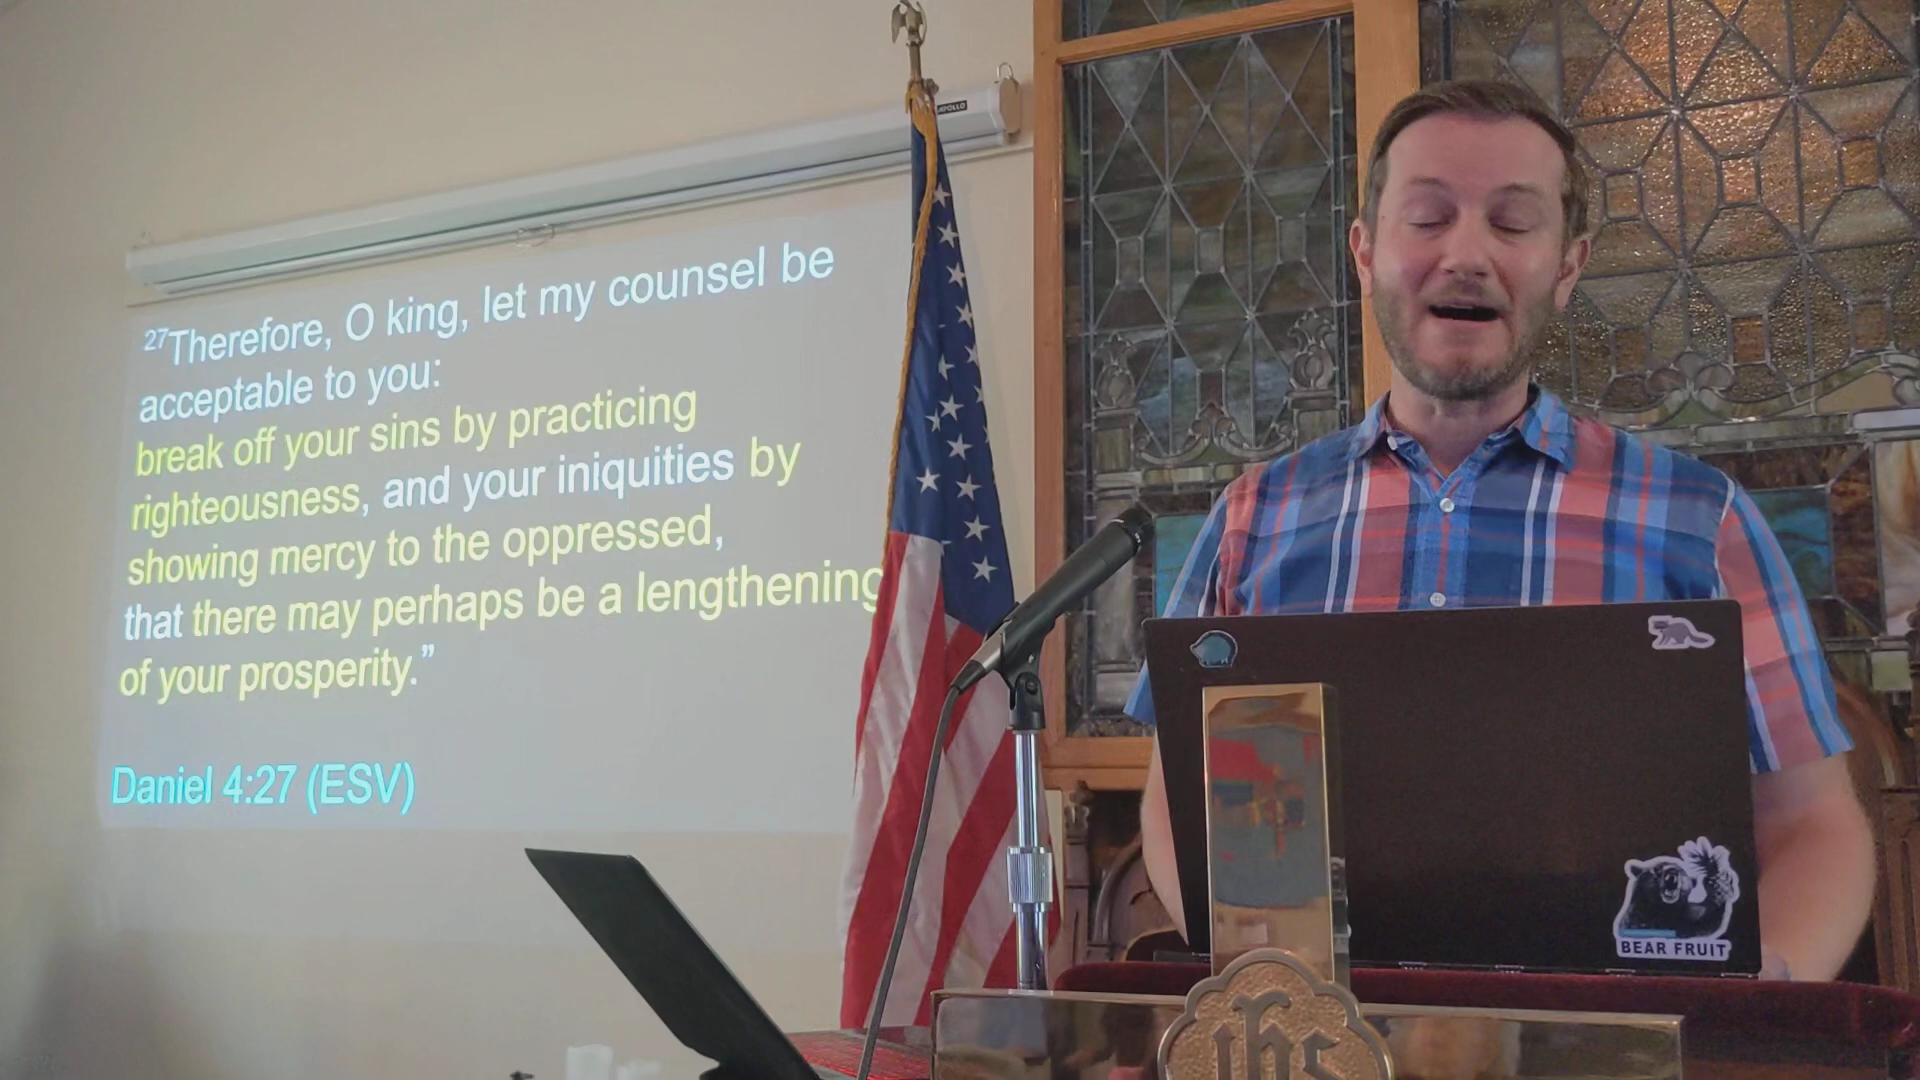 APOLLO
27Therefore, O king, let my counsel be
acceptable to you:
break off your sins by practicing
righteousness, and your iniquities by
showing mercy to the oppressed,
that there may perhaps be a lengthening
of your prosperity.”
Daniel 4:27 (ESV)
BEAR FRUIT
ihs